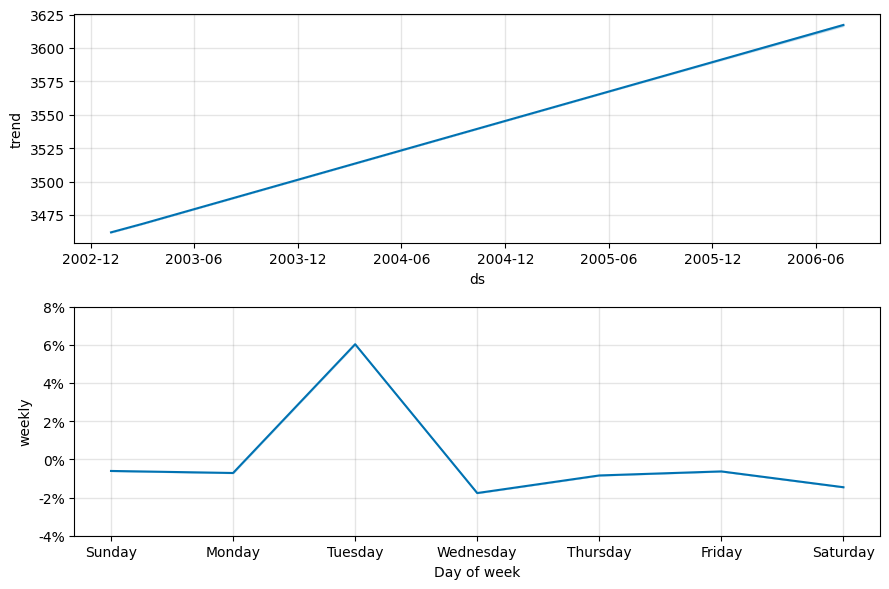 3625
3600
3575
3550
3525
3500
3475
trend
2002-12 2003-06 2003-12 2004-06 2004-12 2005-06 2005-12 2006-06
ds
8%
6%
4%
2%
0%
-2%
-4%
weekly
Sunday Monday Tuesday Wednesday Thursday Friday Saturday
Day of week